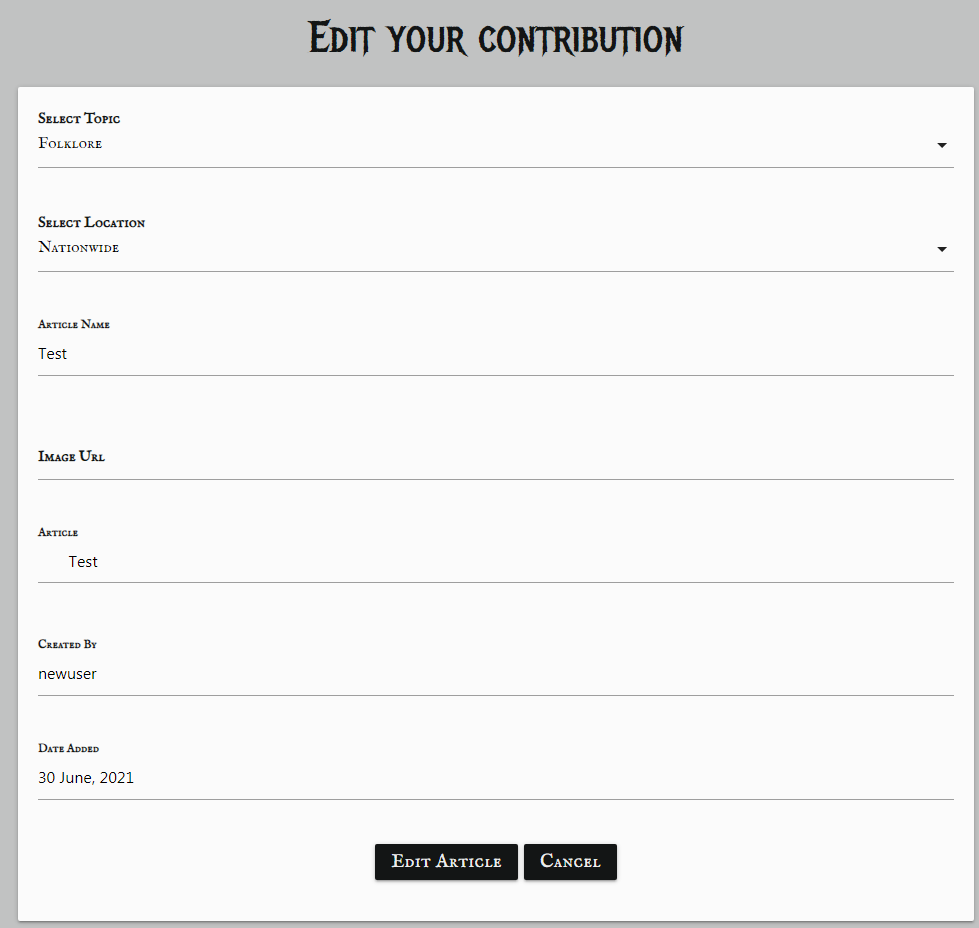 Edit your contribution
Select Topic
Folklore
Select Location
Nationwide
Article Name
Test
Image Url
Article
Test
Created By
newuser
Date Added
30 June, 2021
Edit Article Cancel